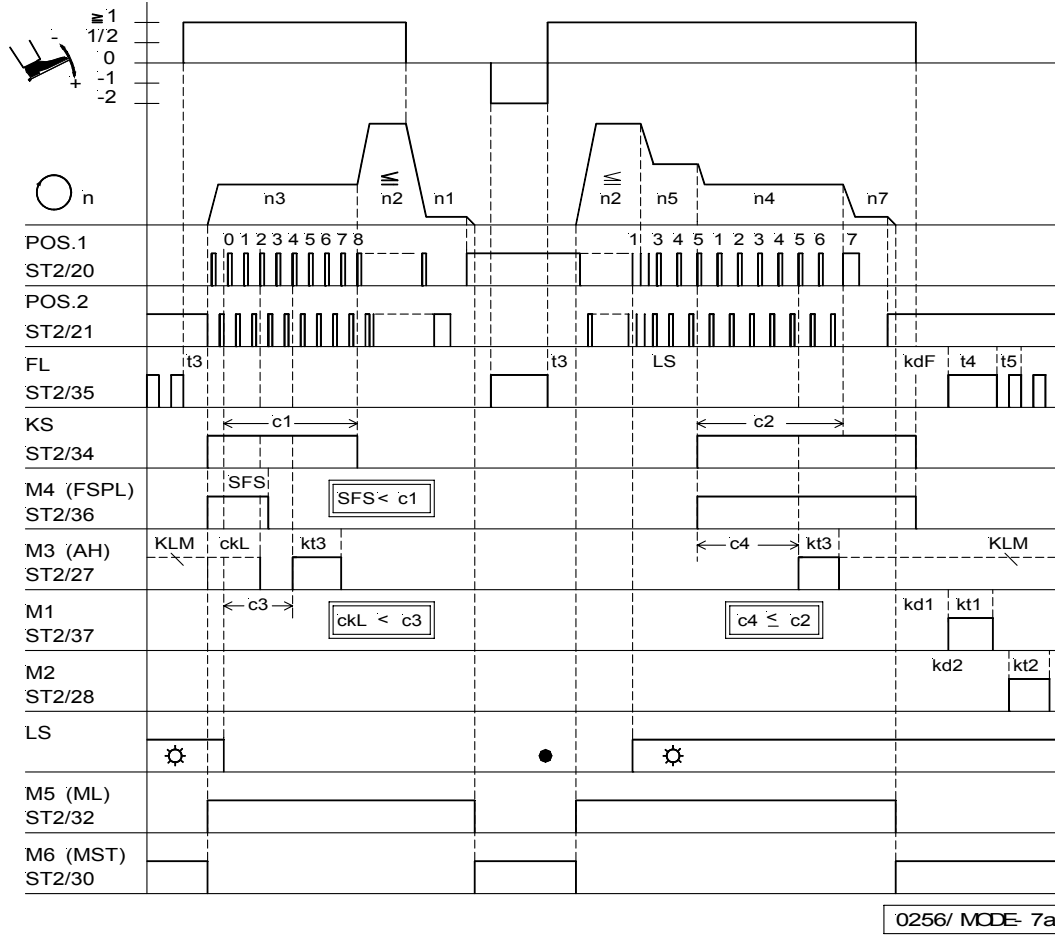 ≧1
- 1/2
0
-1
+ -2
n
n3
≦
n2
n1
≦
n2
n5
n4
n7
POS.1
ST2/20
0 1 2 3 4 5 6 7 8
1 3 4 5 1 2 3 4 5 6 7
POS.2
ST2/21
FL
ST2/35
t3
t3
LS
kdF
t4
t5
KS
ST2/34
c1
c2
M4 (FSPL)
ST2/36
SFS
SFS< c1
M3 (AH)
ST2/27
KLM
ckL
kt3
c4
kt3
KLM
M1
ST2/37
c3
ckL < c3
c4 ≤ c2
kd1
kt1
M2
ST2/28
kd2
kt2
LS
M5 (ML)
ST2/32
M6 (MST)
ST2/30
0256/ MODE- 7a